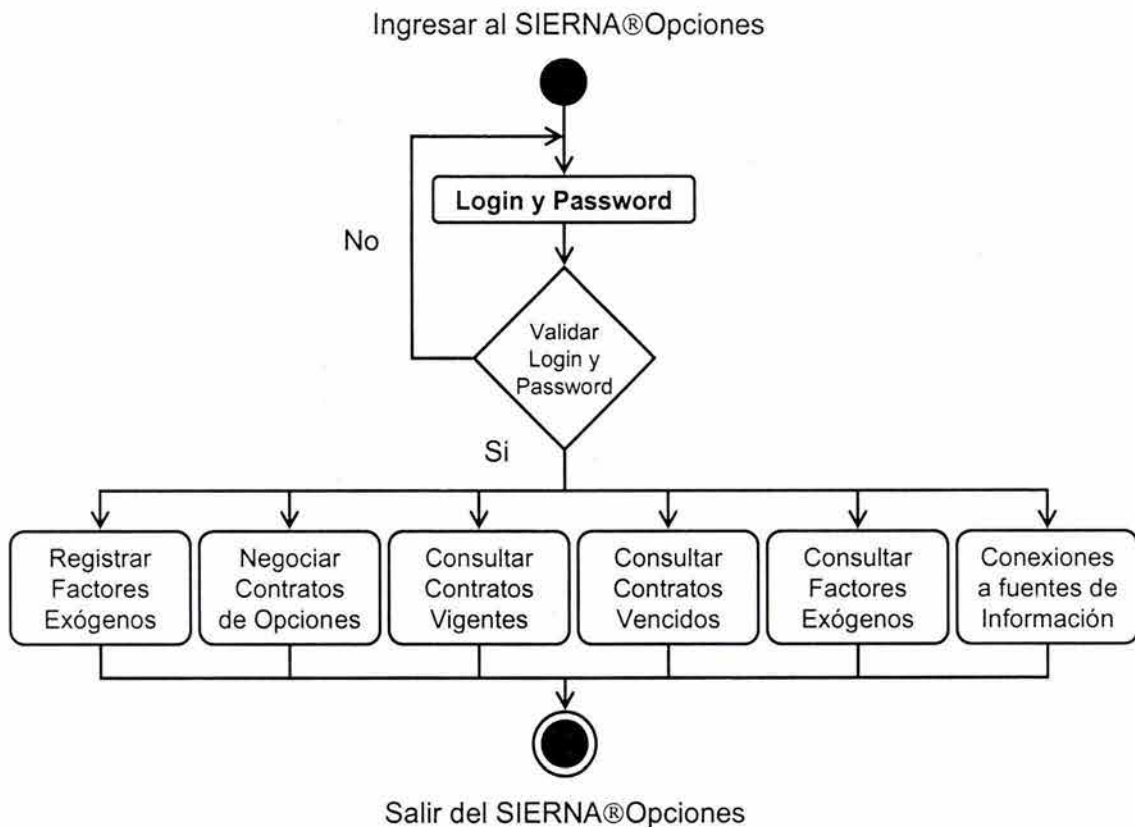 Ingresar al SIERNA®Opciones
Login y Password
No
Validar
Login y
Password
Si
Registrar
Factores
Exógenos
Negociar
Contratos
de Opciones
Consultar
Contratos
Vigentes
Consultar
Contratos
Vencidos
Consultar
Factores
Exógenos
Conexiones
a fuentes de
Información
Salir del SIERNA®Opciones